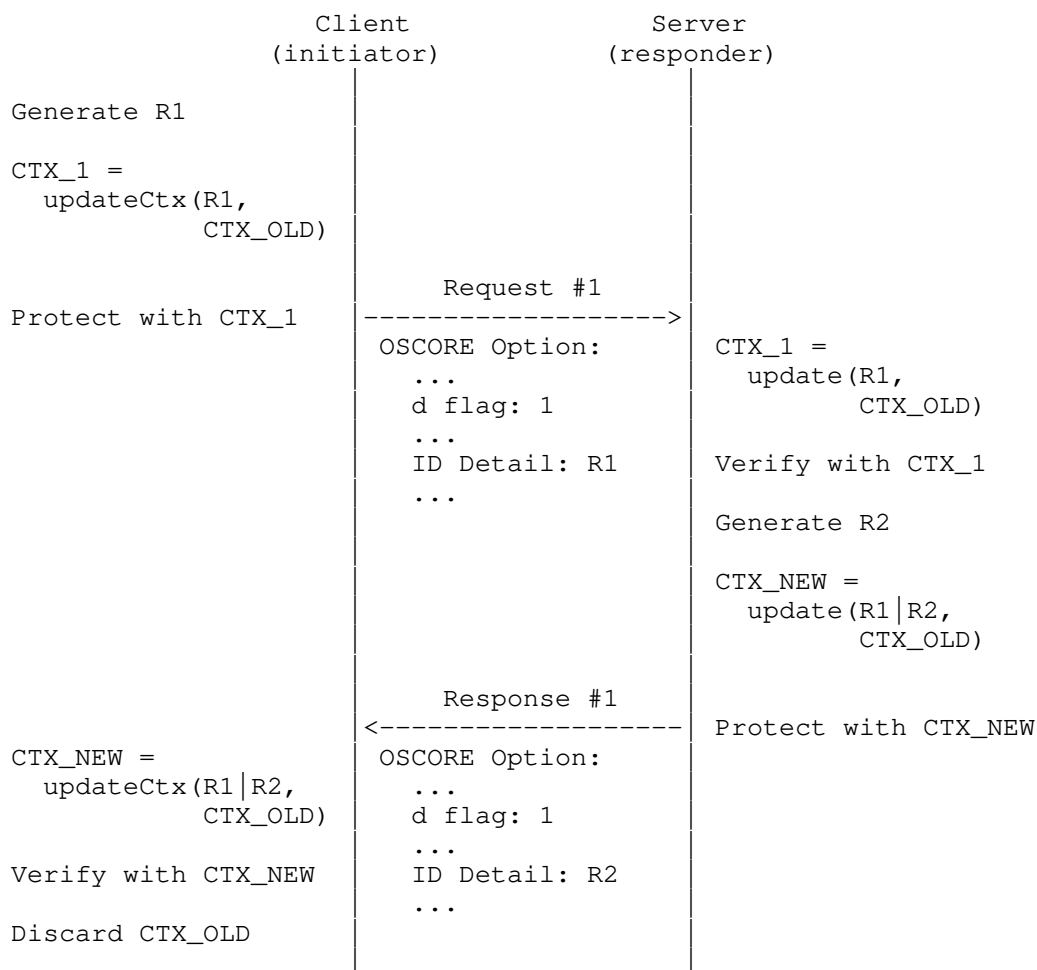 Client Server
(initiator) (responder)
Generate R1
CTX_1 =
updateCtx(R1,
CTX_OLD)
Request #1
Protect with CTX_1 |------------------->|
OSCORE Option: CTX_1 =
... update(R1,
d flag: 1 CTX_OLD)
...
ID Detail: R1 Verify with CTX_1
...
Generate R2
CTX_NEW =
update(R1|R2,
CTX_OLD)
Response #1
<-------------------| Protect with CTX_NEW
CTX_NEW = OSCORE Option:
updateCtx(R1|R2, ...
CTX_OLD) d flag: 1
...
Verify with CTX_NEW ID Detail: R2
...
Discard CTX_OLD